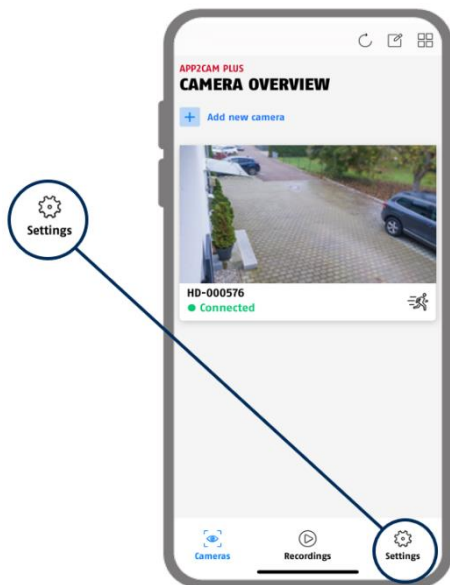 APP2CAM PLUS
CAMERA OVERVIEW
+ Add new camera
Settings
HD-000576
Connected
Cameras
Recordings
Settings